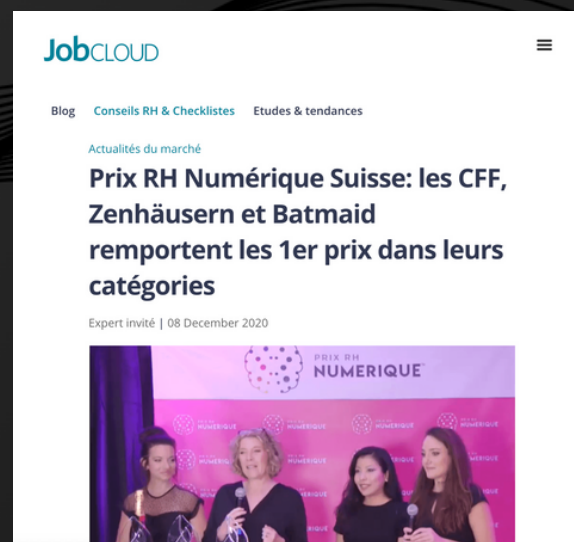 JobCLOUD
Blog Conseils RH & Checklistes Etudes & tendances
Actualités du marché
Prix RH Numérique Suisse: les CFF,
Zenhäusern et Batmaid
remportent les 1er prix dans leurs
catégories
Expert invité | 08 December 2020
PRIX RH
NUMERIQUE